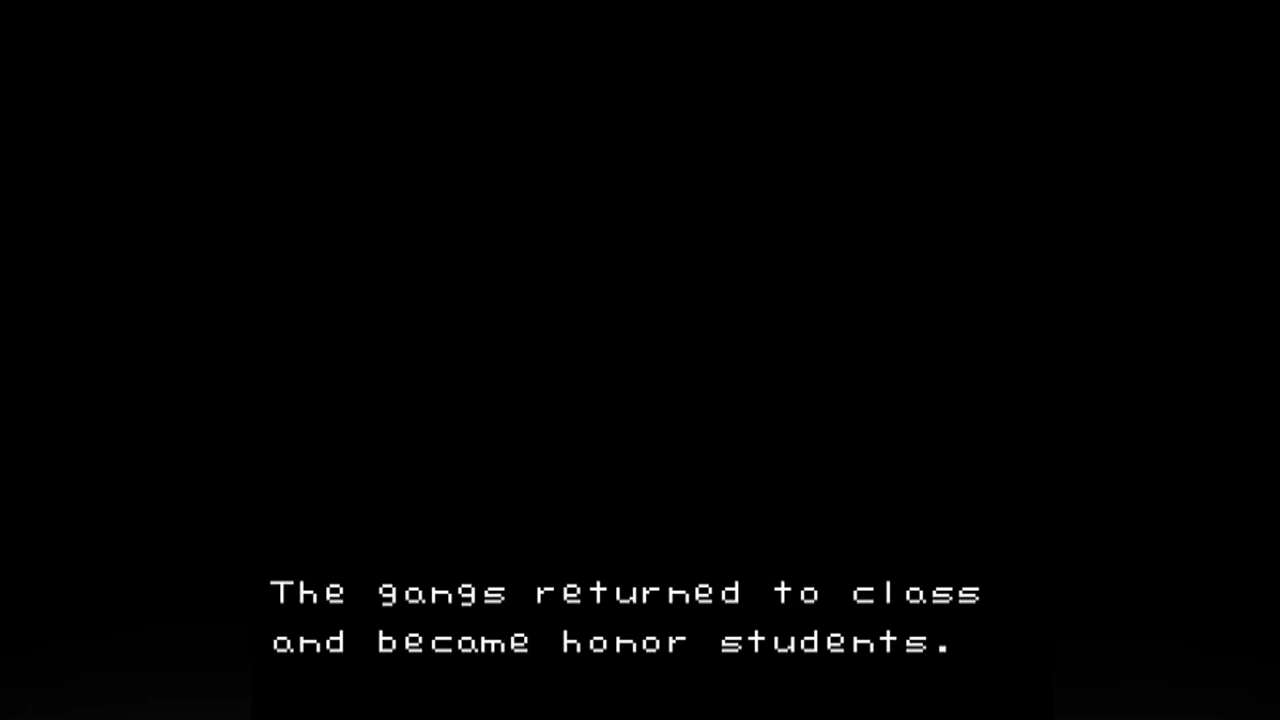 The gangs returned to class
and became honor students.